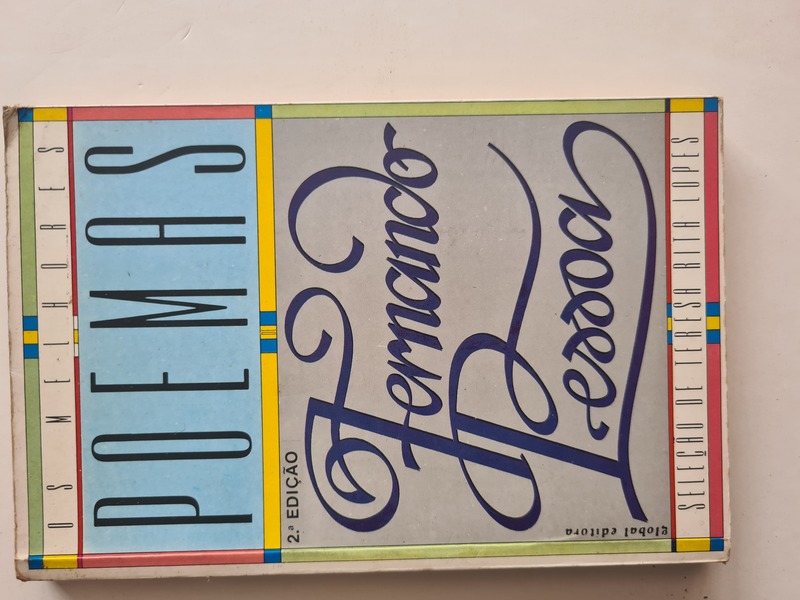 OS MELHORES
POEMAS
DE
2.ª EDIÇÃO
Fernando
Pessoa
global editora
SELEÇÃO DE TERESA RITA LOPES